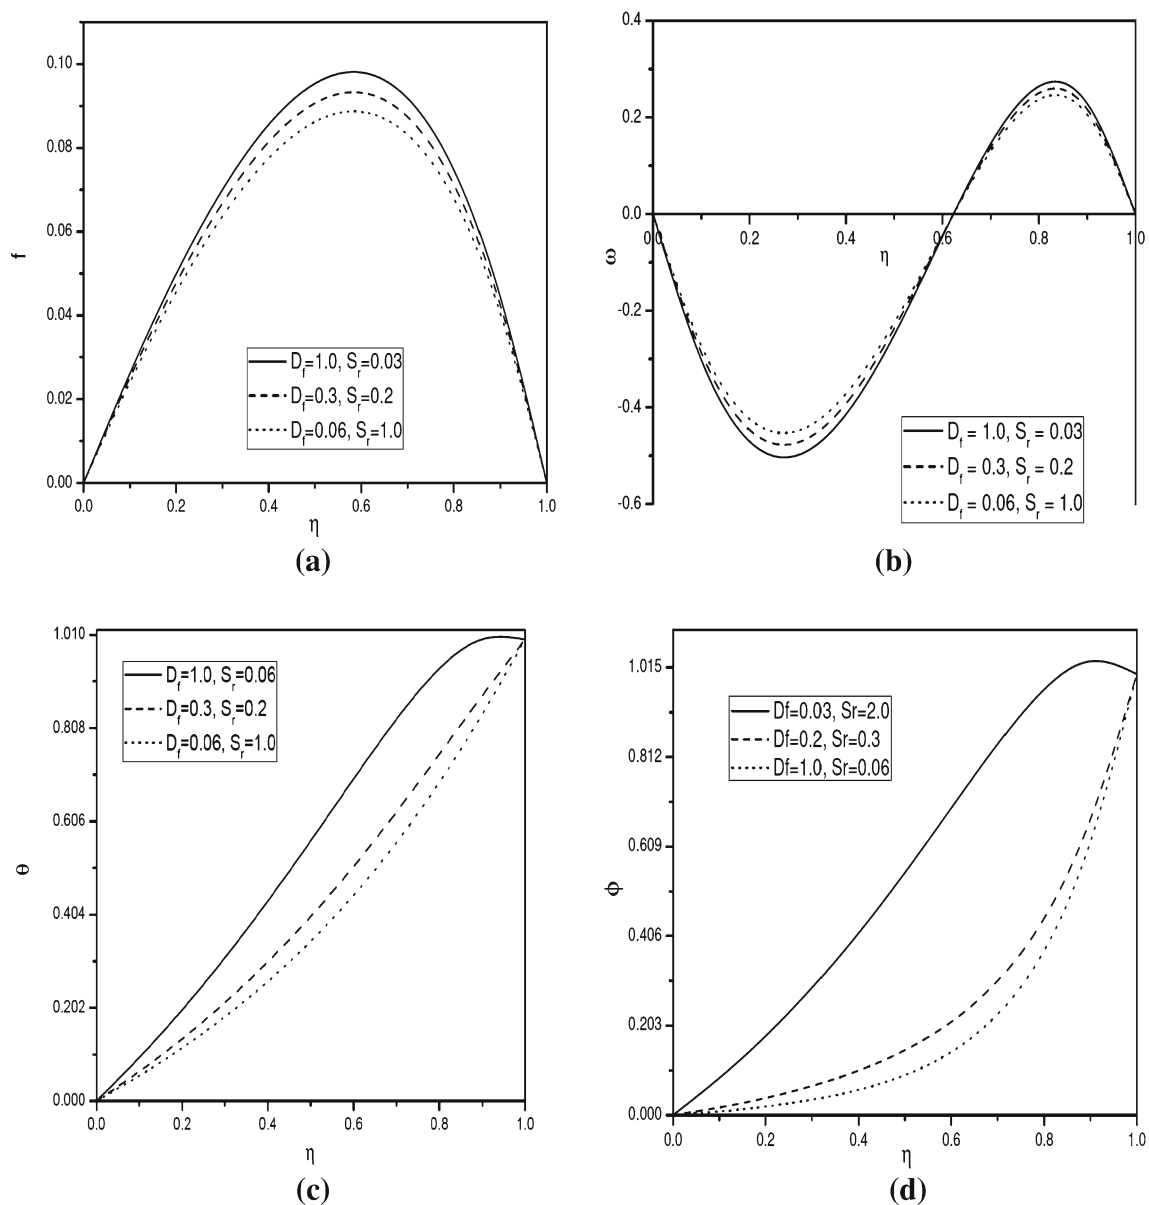 0.10
0.08
0.06
0.04
0.02
0.00
f
0.0 0.2 0.4 0.6 0.8 1.0
η
Df=1.0, Sr=0.03
Df=0.3, Sr=0.2
Df=0.06, Sr=1.0
(a)
0.4
0.2
0.0
-0.2
-0.4
-0.6
ω
0.0 0.2 0.4 0.6 0.8 1.0
η
Df = 1.0, Sr = 0.03
Df = 0.3, Sr = 0.2
Df = 0.06, Sr = 1.0
(b)
1.010
0.808
0.606
0.404
0.202
0.000
θ
Df=1.0, Sr=0.06
Df=0.3, Sr=0.2
Df=0.06, Sr=1.0
0.0 0.2 0.4 0.6 0.8 1.0
η
(c)
1.015
0.812
0.609
0.406
0.203
0.000
ϕ
Df=0.03, Sr=2.0
Df=0.2, Sr=0.3
Df=1.0, Sr=0.06
0.0 0.2 0.4 0.6 0.8 1.0
η
(d)